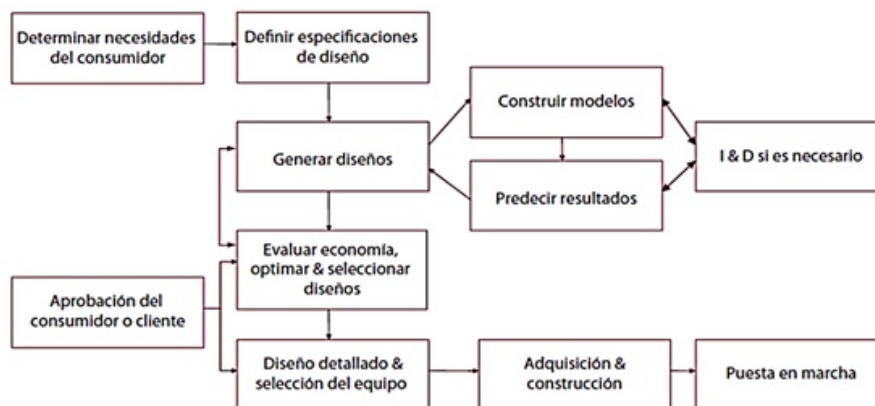 Determinar necesidades
del consumidor
Definir especificaciones
de diseño
Construir modelos
Generar diseños
I & D si es necesario
Predecir resultados
Evaluar economía,
optimar & seleccionar
diseños
Aprobación del
consumidor o cliente
Diseño detallado &
selección del equipo
Adquisición &
construcción
Puesta en marcha